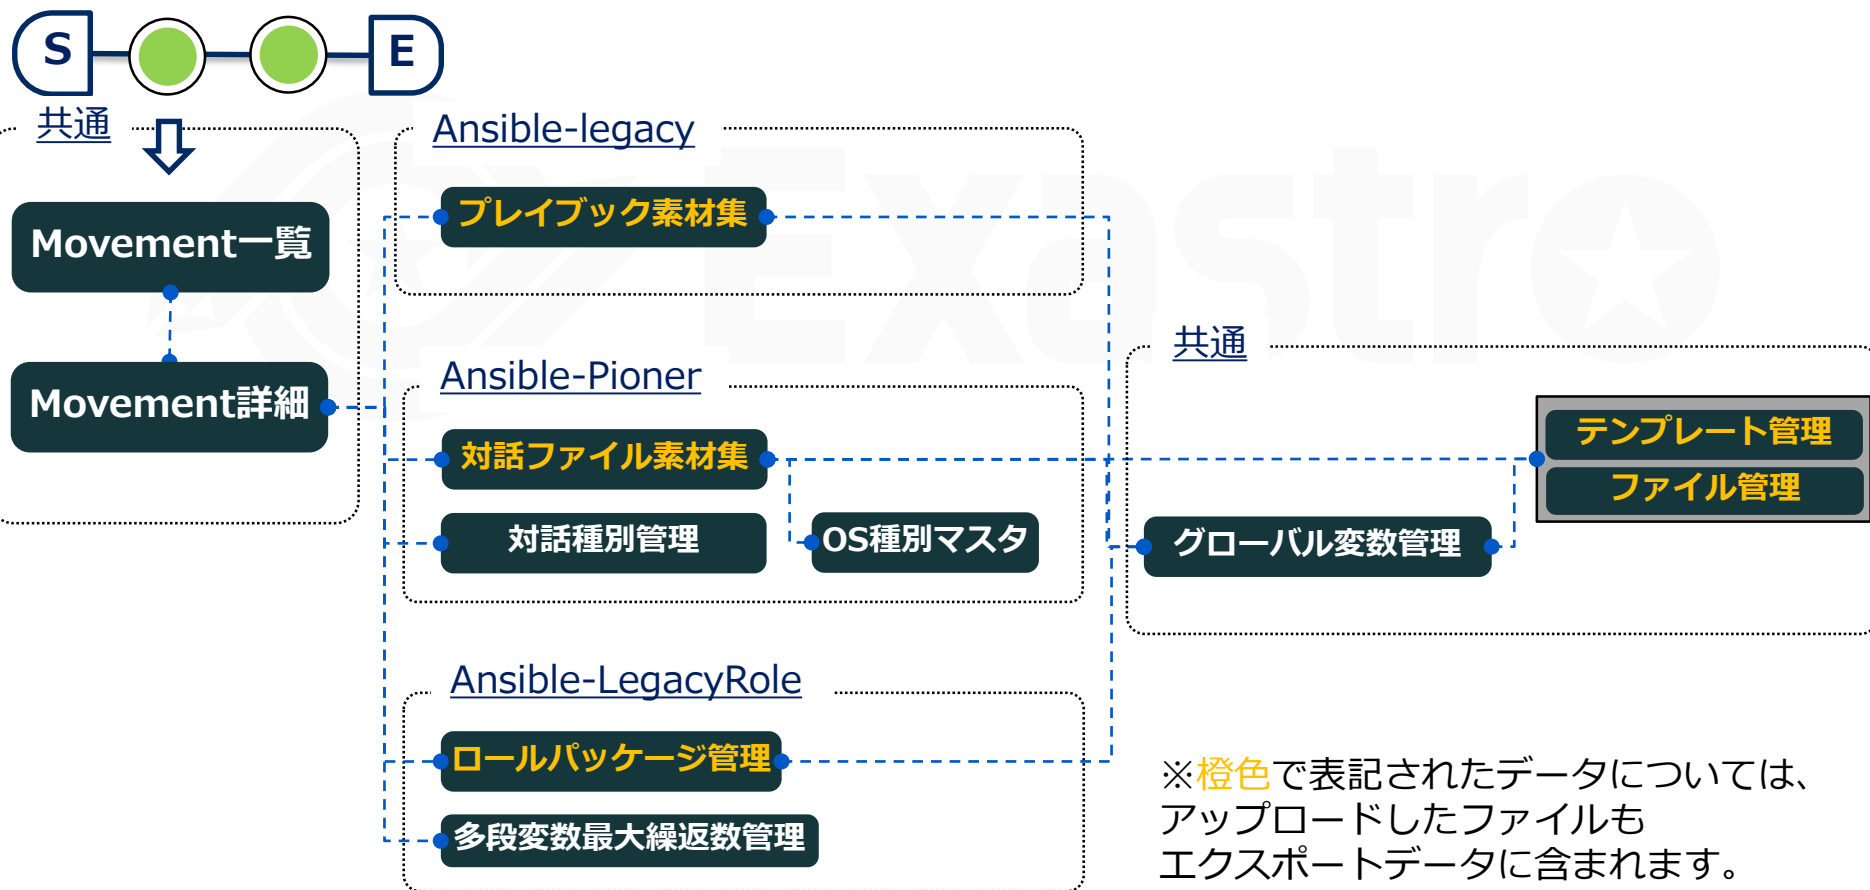 S
E
共通
Movement一覧
Movement詳細
Ansible-legacy
プレイブック素材集
Ansible-Pioner
対話ファイル素材集
対話種別管理
OS種別マスタ
Ansible-LegacyRole
ロールパッケージ管理
多段変数最大繰返数管理
共通
テンプレート管理
ファイル管理
グローバル変数管理
※橙色で表記されたデータについては、
アップロードしたファイルも
エクスポートデータに含まれます。
Exastro